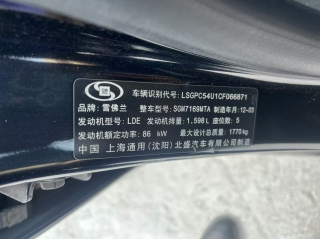 车辆识别代号: LSGPC54U1CF066871
品牌: 雪佛兰 整车型号: SGM7169MTA 制造年月: 12-03
发动机型号: LDE 发动机排量: 1.598 L 座位数: 5
发动机额定功率: 86 kW 最大设计总质量: 1770 kg
中国 上海通用(沈阳)北盛汽车有限公司制造